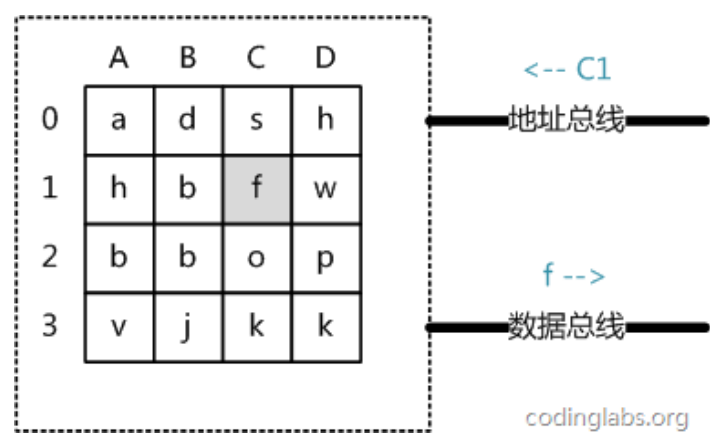 A B C D
<-- C1
0 a d s h
地址总线
1 h b f w
2 b b o p
f -->
3 v j k k
数据总线
codinglabs.org